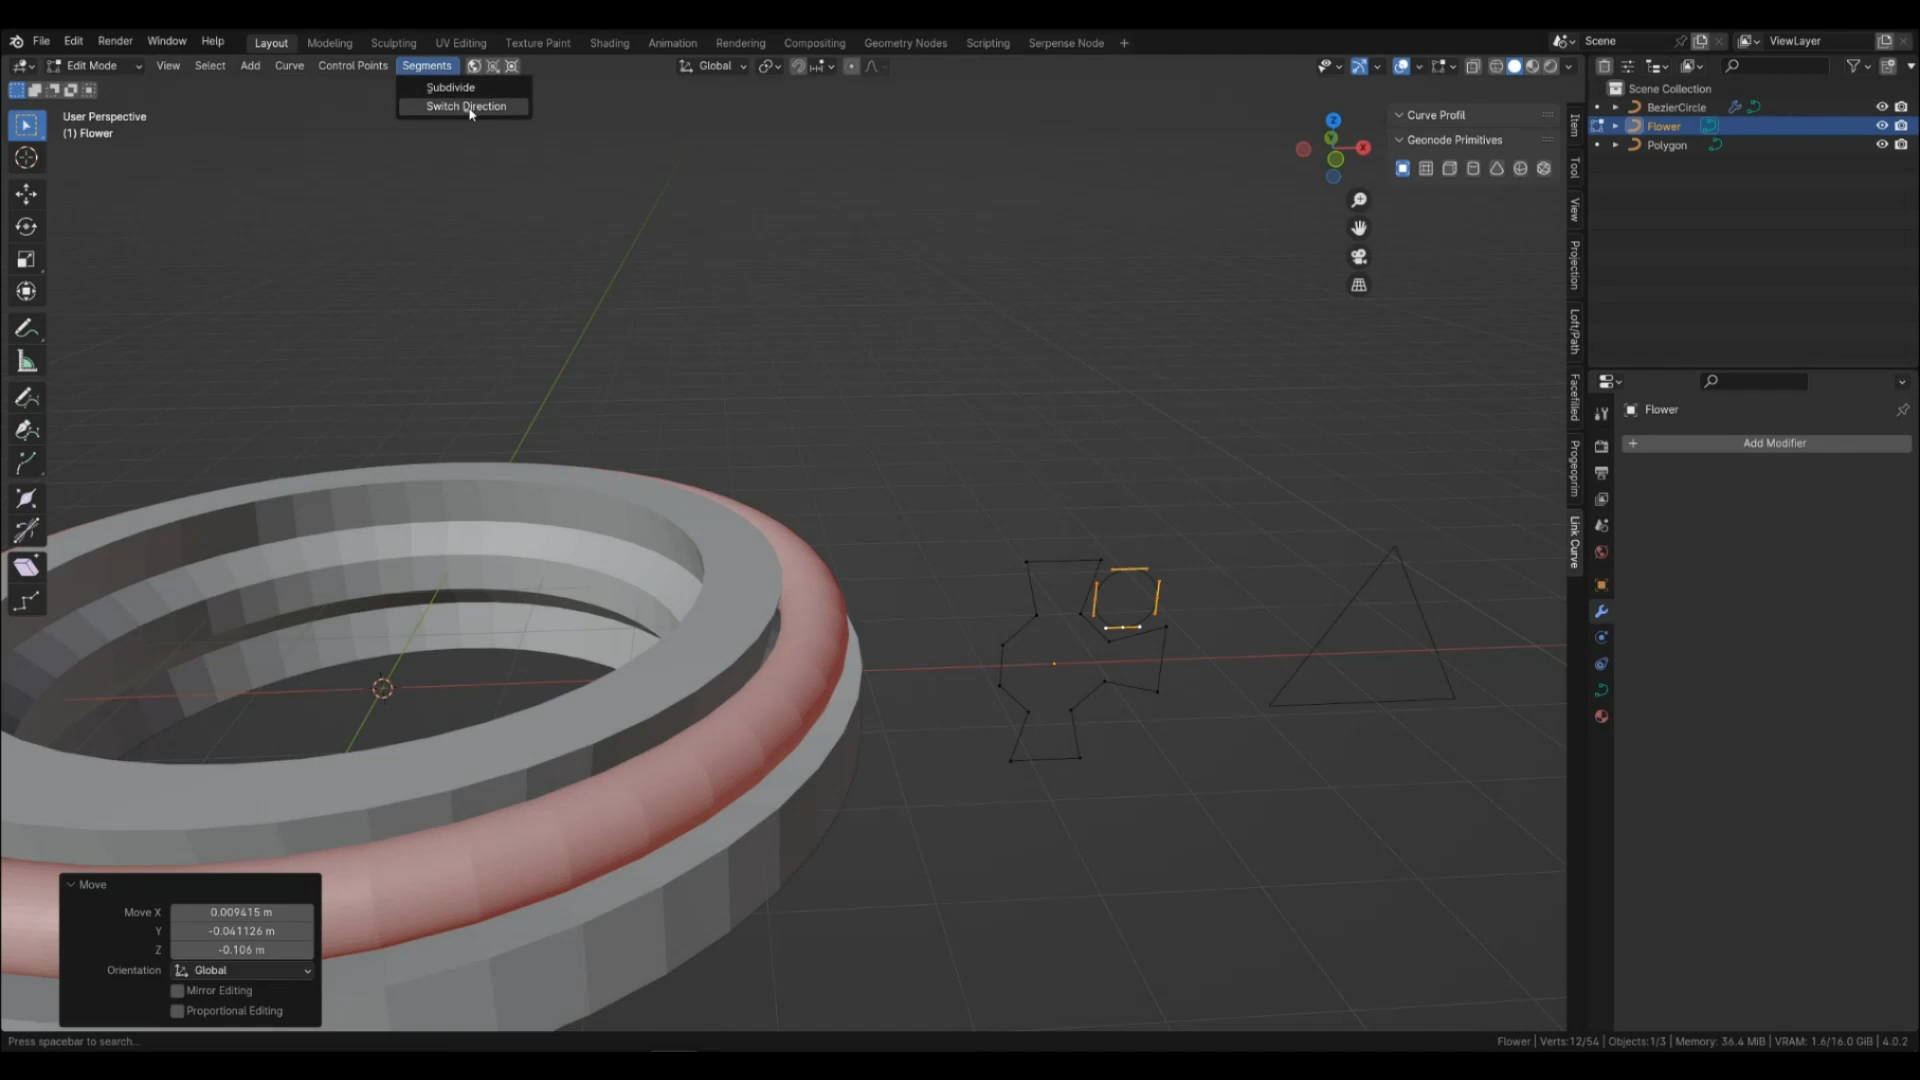 File Edit Render Window Help Layout Modeling Sculpting UV Editing Texture Paint Shading Animation Rendering Compositing Geometry Nodes Scripting Serpense Node + Scene ViewLayer
Edit Mode View Select Add Curve Control Points Segments Global
Subdivide
Switch Direction
User Perspective
(1) Flower
Z
Y
X
Curve Profil
Geonode Primitives
Item
Tool
View
Projection
Loft/Path
Facefilled
Progeoprim
Link Curve
Scene Collection
BezierCircle
Flower
Polygon
Flower
+ Add Modifier
Move
Move X 0.009415 m
Y -0.041126 m
Z -0.106 m
Orientation Global
Mirror Editing
Proportional Editing
Press spacebar to search...
Flower | Verts:12/54 | Objects:1/3 | Memory: 36.4 MiB | VRAM: 1.6/16.0 GiB | 4.0.2